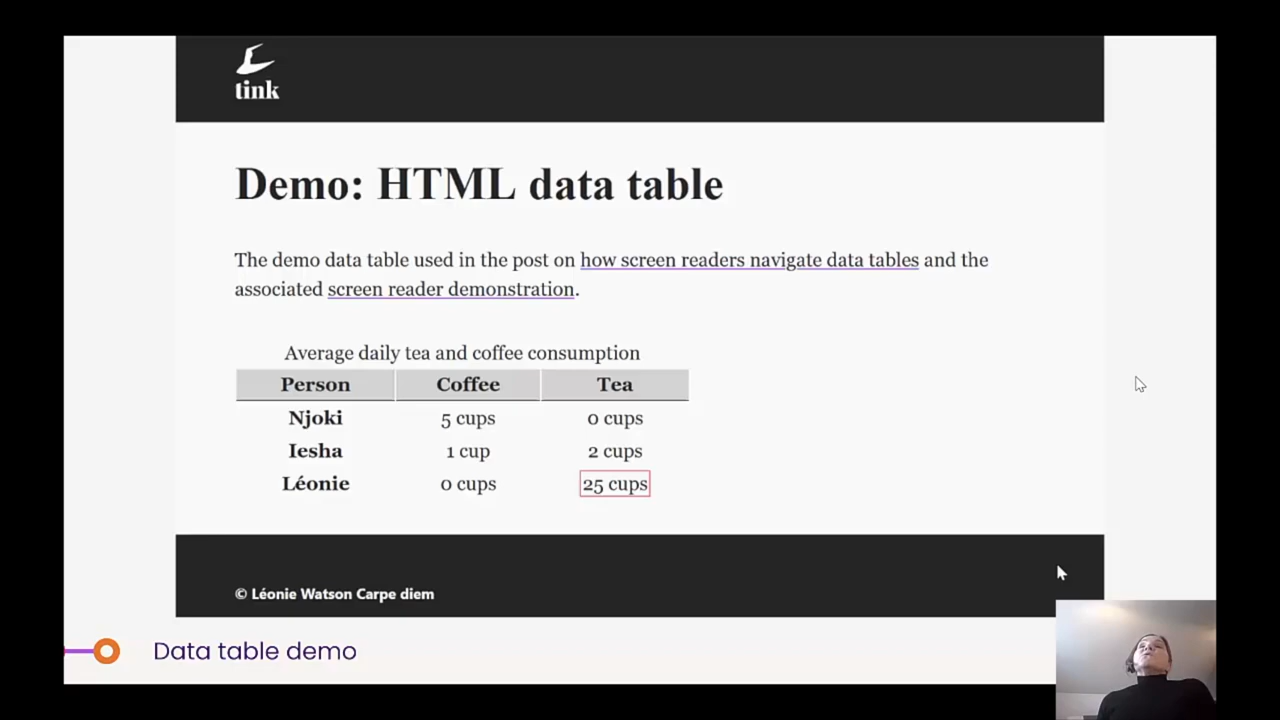 tink
Demo: HTML data table
The demo data table used in the post on how screen readers navigate data tables and the
associated screen reader demonstration.
Average daily tea and coffee consumption
Person Coffee Tea
Njoki 5 cups 0 cups
Iesha 1 cup 2 cups
Léonie 0 cups 25 cups
© Léonie Watson Carpe diem
Data table demo